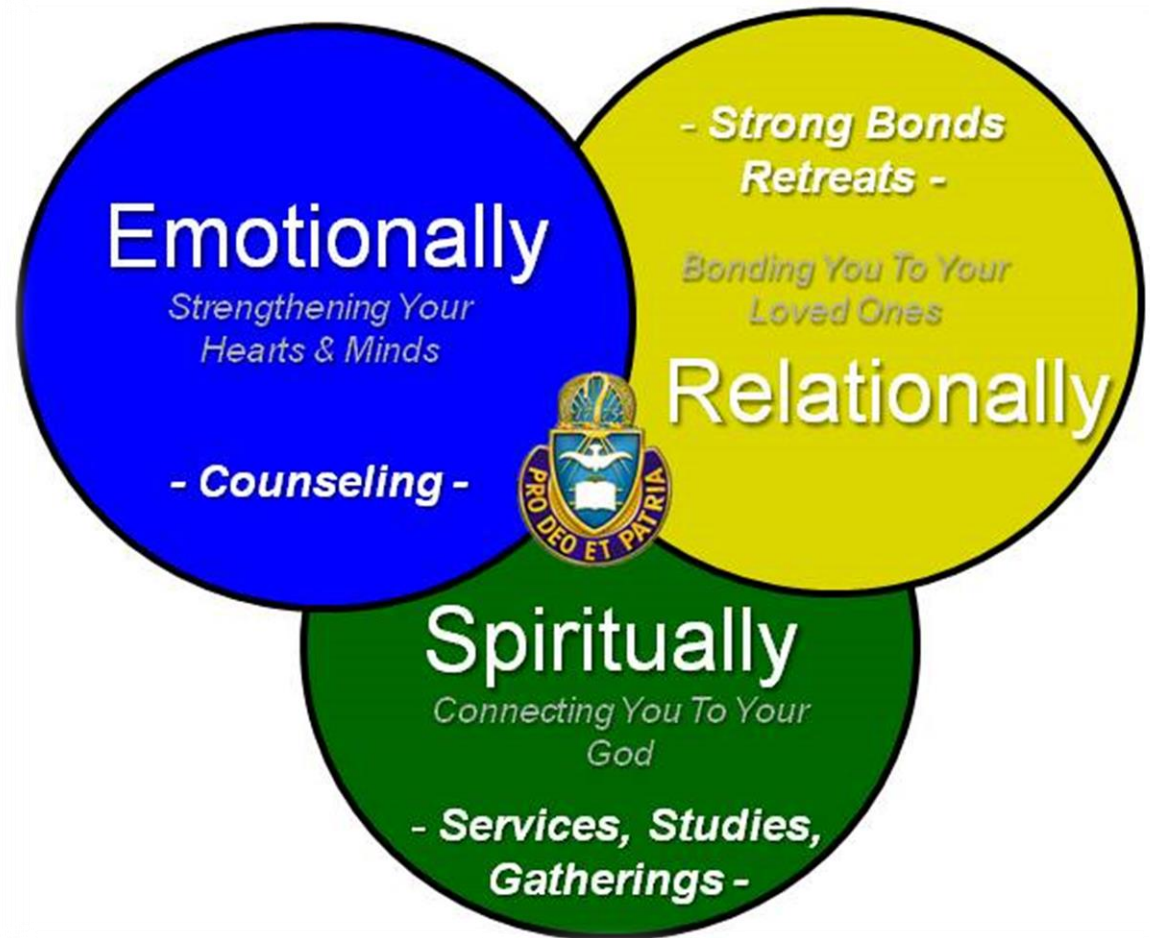 Emotionally
Strengthening Your
Hearts & Minds
- Counseling -
- Strong Bonds
Retreats -
Bonding You To Your
Loved Ones
Relationally
PRO DEO ET PATRIA
Spiritually
Connecting You To Your
God
- Services, Studies,
Gatherings -